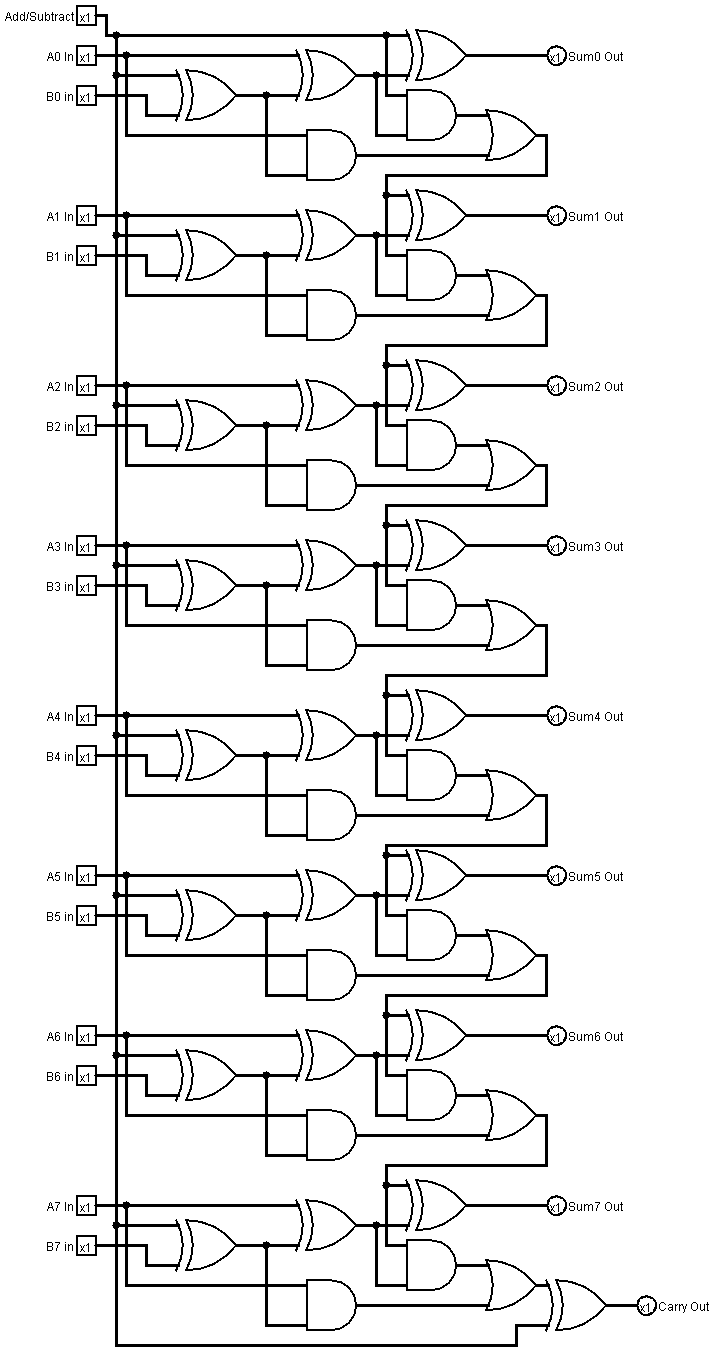 Add/Subtract x1
A0 In x1 x1 Sum0 Out
B0 in x1
A1 In x1 x1 Sum1 Out
B1 in x1
A2 In x1 x1 Sum2 Out
B2 in x1
A3 In x1 x1 Sum3 Out
B3 in x1
A4 In x1 x1 Sum4 Out
B4 in x1
A5 In x1 x1 Sum5 Out
B5 in x1
A6 In x1 x1 Sum6 Out
B6 in x1
A7 In x1 x1 Sum7 Out
B7 in x1
x1 Carry Out